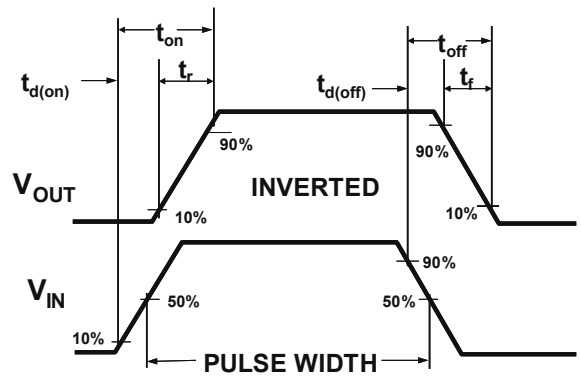 t_on t_off
t_d(on) t_r t_d(off) t_f
90% 90%
V_OUT INVERTED
10% 10%
90%
V_IN 50% 50%
10%
PULSE WIDTH